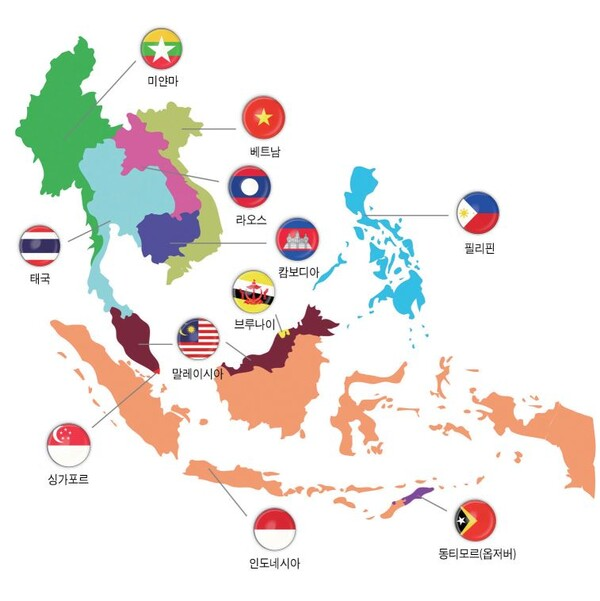 미얀마
베트남
라오스
필리핀
태국
캄보디아
브루나이
말레이시아
싱가포르
동티모르(옵저버)
인도네시아